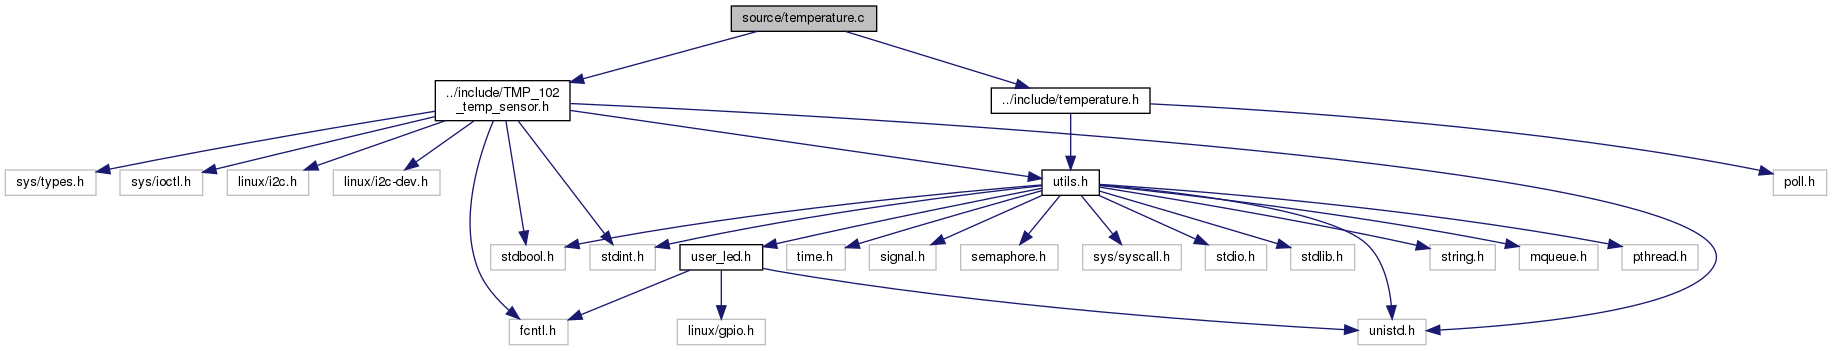 source/temperature.c
../include/TMP_102
_temp_sensor.h
../include/temperature.h
sys/types.h
sys/ioctl.h
linux/i2c.h
linux/i2c-dev.h
utils.h
poll.h
stdbool.h
stdint.h
user_led.h
time.h
signal.h
semaphore.h
sys/syscall.h
stdio.h
stdlib.h
string.h
mqueue.h
pthread.h
fcntl.h
linux/gpio.h
unistd.h